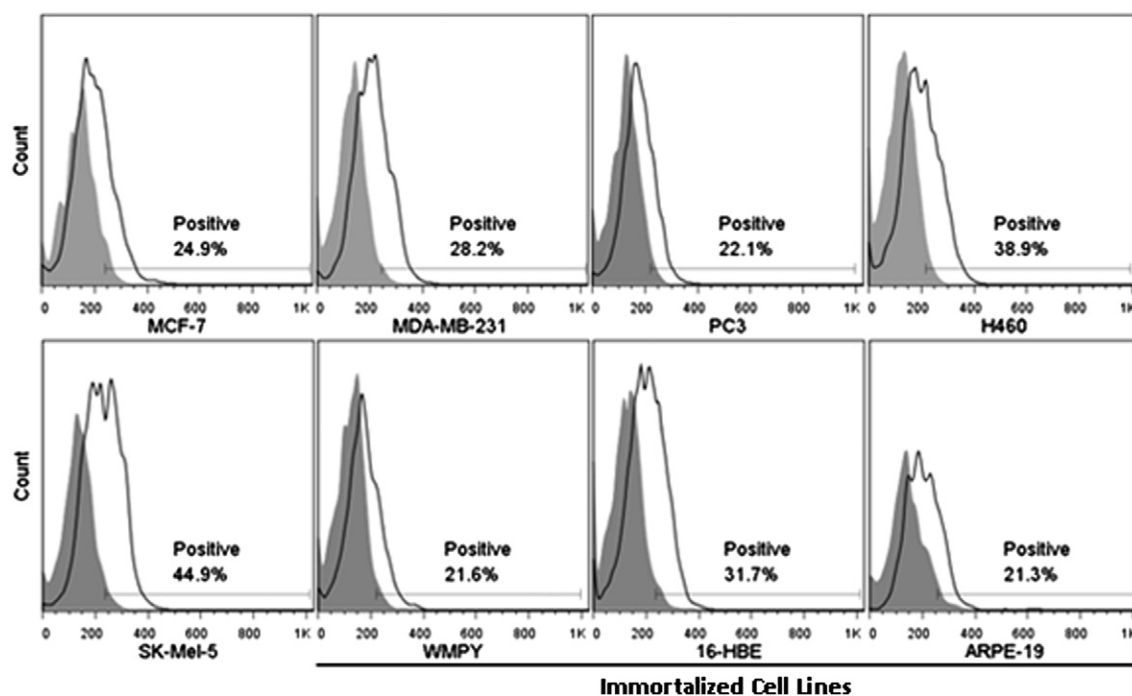 Count
Positive
24.9%
0 200 400 600 800 1K
MCF-7
Positive
28.2%
0 200 400 600 800 1K
MDA-MB-231
Positive
22.1%
0 200 400 600 800 1K
PC3
Positive
38.9%
0 200 400 600 800 1K
H460
Count
Positive
44.9%
0 200 400 600 800 1K
SK-Mel-5
Positive
21.6%
0 200 400 600 800 1K
WMPY
Positive
31.7%
0 200 400 600 800 1K
16-HBE
Positive
21.3%
0 200 400 600 800 1K
ARPE-19
Immortalized Cell Lines